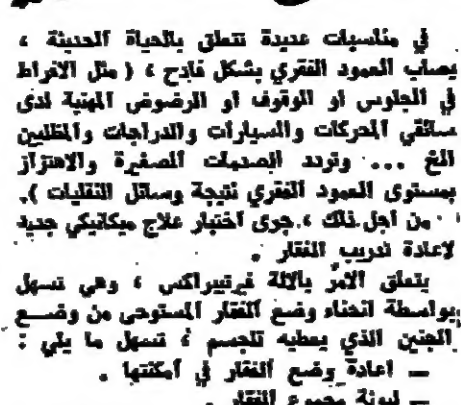 في مناسبات عديدة تتعلق بالحياة الحديثة ،
يصاب العمود الفقري بشكل فادح ، ( مثل الافراط
في الجلوس او الوقوف او الرضوض المهنية لدى
سائقي المحركات والسيارات والدراجات والمظليين
الخ ... وتردد الصدمات الصغيرة والاهتزاز
بمستوى العمود الفقري نتيجة وسائل النقليات ).
من اجل ذلك ، جرى اختبار علاج ميكانيكي جديد
لاعادة تدريب الفقار .
يتعلق الامر بالالة فيرتيبراكس ، وهي تسهل
بواسطة انحناء وضع الفقار المستوحى من وضع
الجنين الذي يعطيه للجسم ، تسهل ما يلي :
— اعادة وضع الفقار في أمكنتها .
— ليونة مجموع الفقار .